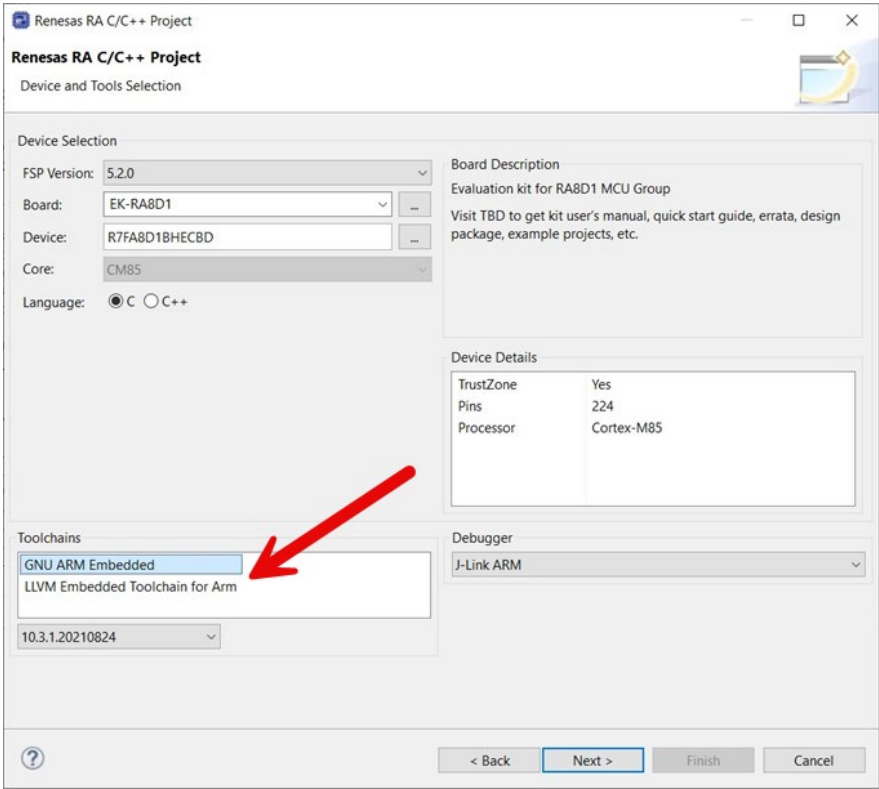 Renesas RA C/C++ Project
Renesas RA C/C++ Project
Device and Tools Selection
Device Selection
FSP Version: 5.2.0
Board: EK-RA8D1 ...
Device: R7FA8D1BHECBD ...
Core: CM85
Language: C C++
Board Description
Evaluation kit for RA8D1 MCU Group
Visit TBD to get kit user's manual, quick start guide, errata, design
package, example projects, etc.
Device Details
TrustZone Yes
Pins 224
Processor Cortex-M85
Toolchains
GNU ARM Embedded
LLVM Embedded Toolchain for Arm
10.3.1.20210824
Debugger
J-Link ARM
? < Back Next > Finish Cancel